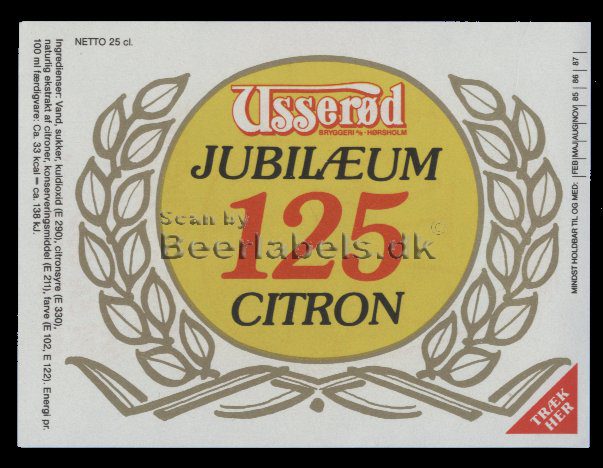 NETTO 25 cl.
Ingredienser: Vand, sukker, kuldioxid (E 290), citronsyre (E 330),
naturlig ekstrakt af citroner, konserveringsmiddel (E 211), farve (E 102, E 122). Energi pr.
100 ml færdigvare: Ca. 33 kcal = ca. 138 kJ.
Usserød
BRYGGERI A/S - HØRSHOLM
JUBILÆUM
125
CITRON
Scan by
Beerlabels.dk ©
MINDST HOLDBAR TIL OG MED: FEB|MAJ|AUG|NOV| 85 | 86 | 87
TRÆK
HER